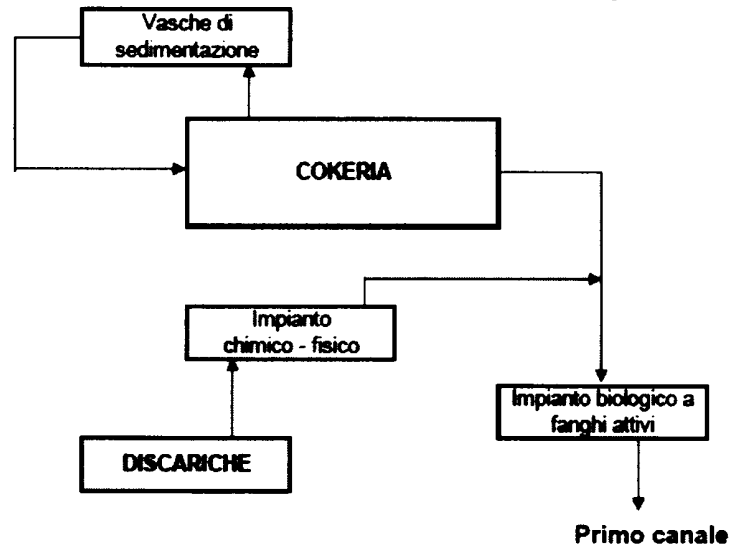 Vasche di
sedimentazione
COKERIA
Impianto
chimico - fisico
Impianto biologico a
fanghi attivi
DISCARICHE
Primo canale